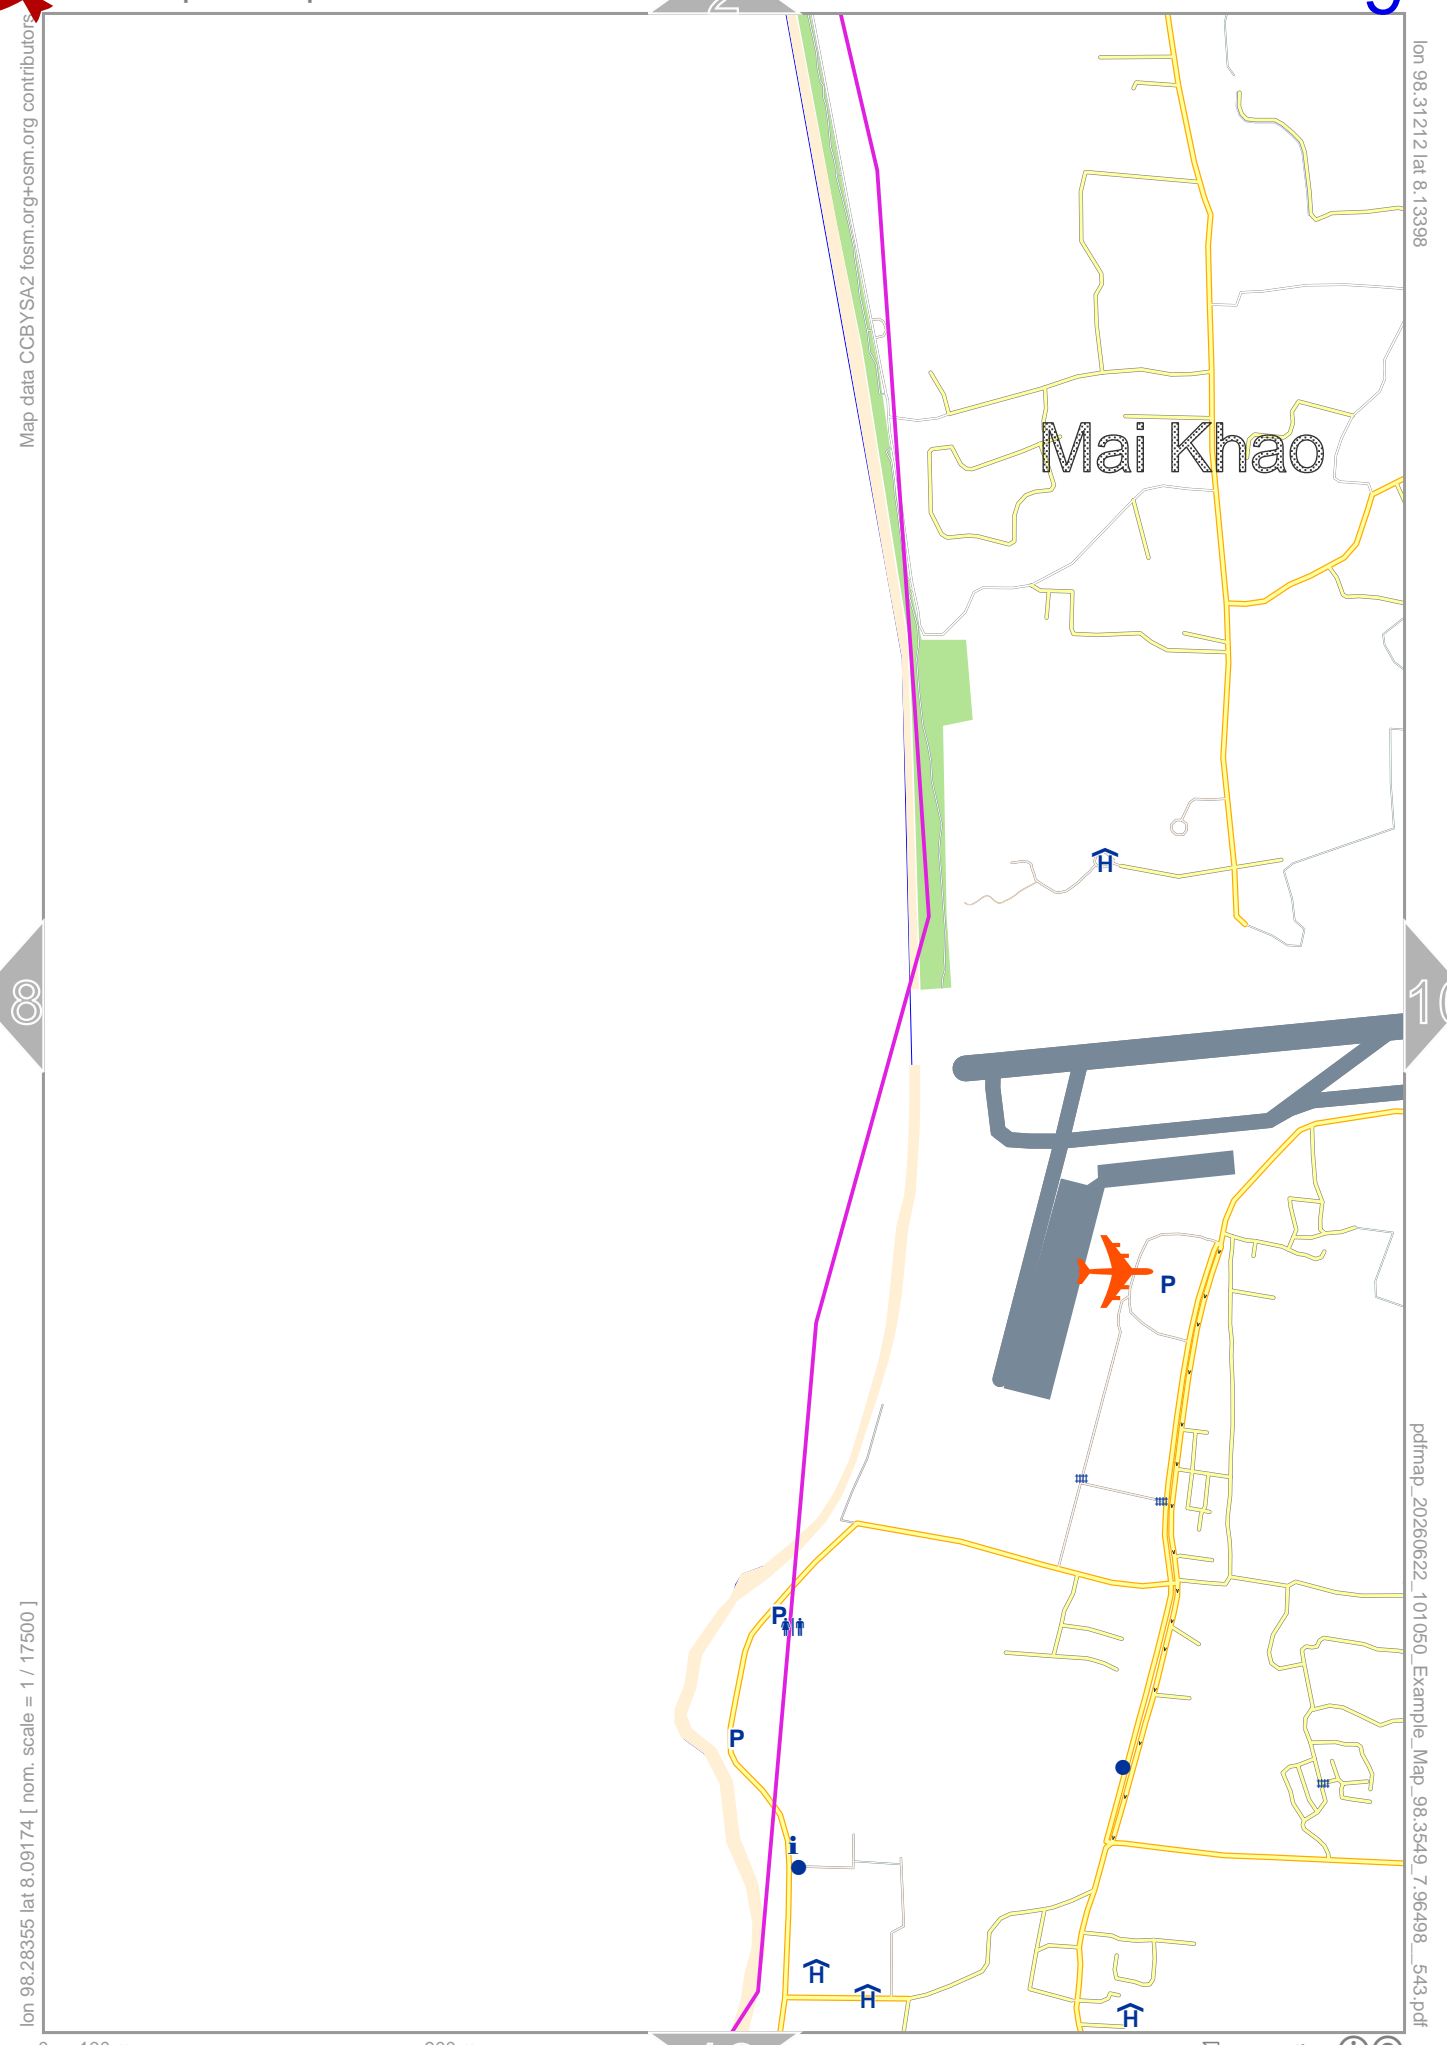 Map data CCBYSA2 fosm.org+osm.org contributors
lon 98.31212 lat 8.13398
Mai Khao
H
8
10
P
P
P
i
H
H
H
lon 98.28355 lat 8.09174 [ nom. scale = 1 / 17500 ]
pdfmap_20260622_101050_Example_Map_98.3549_7.96498__543.pdf